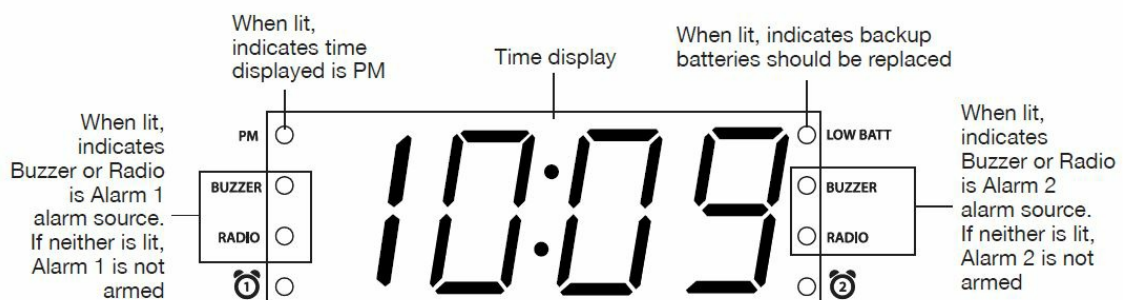 When lit,
indicates time
displayed is PM
Time display
When lit, indicates backup
batteries should be replaced
When lit,
indicates
Buzzer or Radio
is Alarm 1
alarm source.
If neither is lit,
Alarm 1 is not
armed
PM
BUZZER
RADIO
1
10:09
LOW BATT
BUZZER
RADIO
2
When lit,
indicates
Buzzer or Radio
is Alarm 2
alarm source.
If neither is lit,
Alarm 2 is not
armed